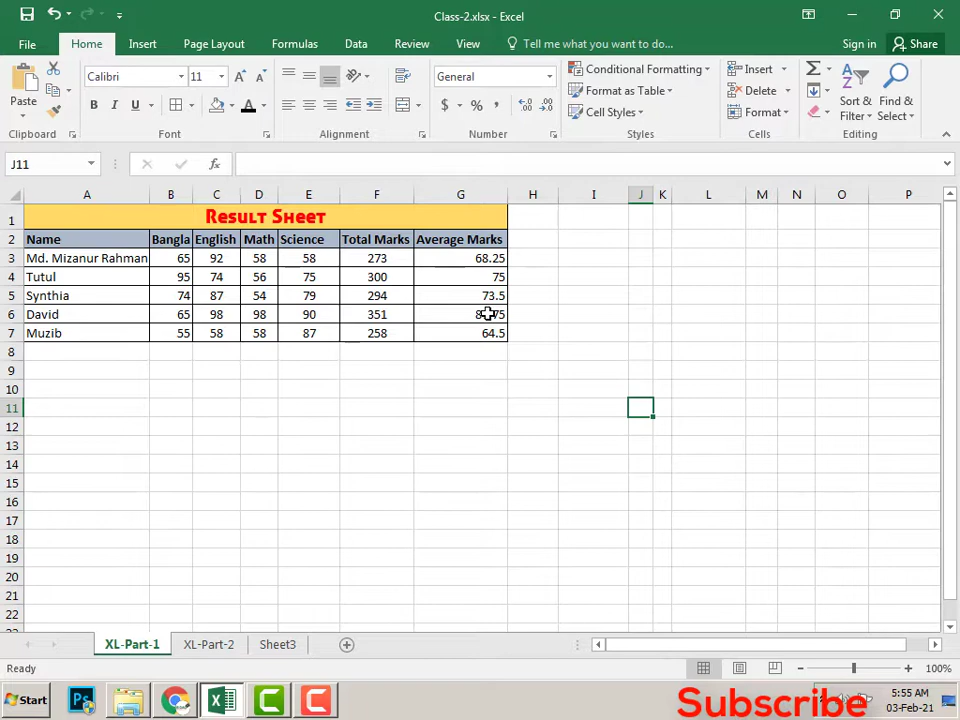 Class-2.xlsx - Excel
File Home Insert Page Layout Formulas Data Review View Tell me what you want to do... Sign in Share
Paste
Calibri 11
B I U
General
$ % ,
Conditional Formatting
Format as Table
Cell Styles
Insert
Delete
Format
Sort & Filter
Find & Select
Clipboard Font Alignment Number Styles Cells Editing
J11 fx
A B C D E F G H I J K L M N O P
1 Result Sheet
2 Name Bangla English Math Science Total Marks Average Marks
3 Md. Mizanur Rahman 65 92 58 58 273 68.25
4 Tutul 95 74 56 75 300 75
5 Synthia 74 87 54 79 294 73.5
6 David 65 98 98 90 351
7 Muzib 55 58 58 87 258 64.5
8
9
10
11
12
13
14
15
16
17
18
19
20
21
22
XL-Part-1 XL-Part-2 Sheet3
Ready 100%
Start Ps 5:55 AM
03-Feb-21
Subscribe